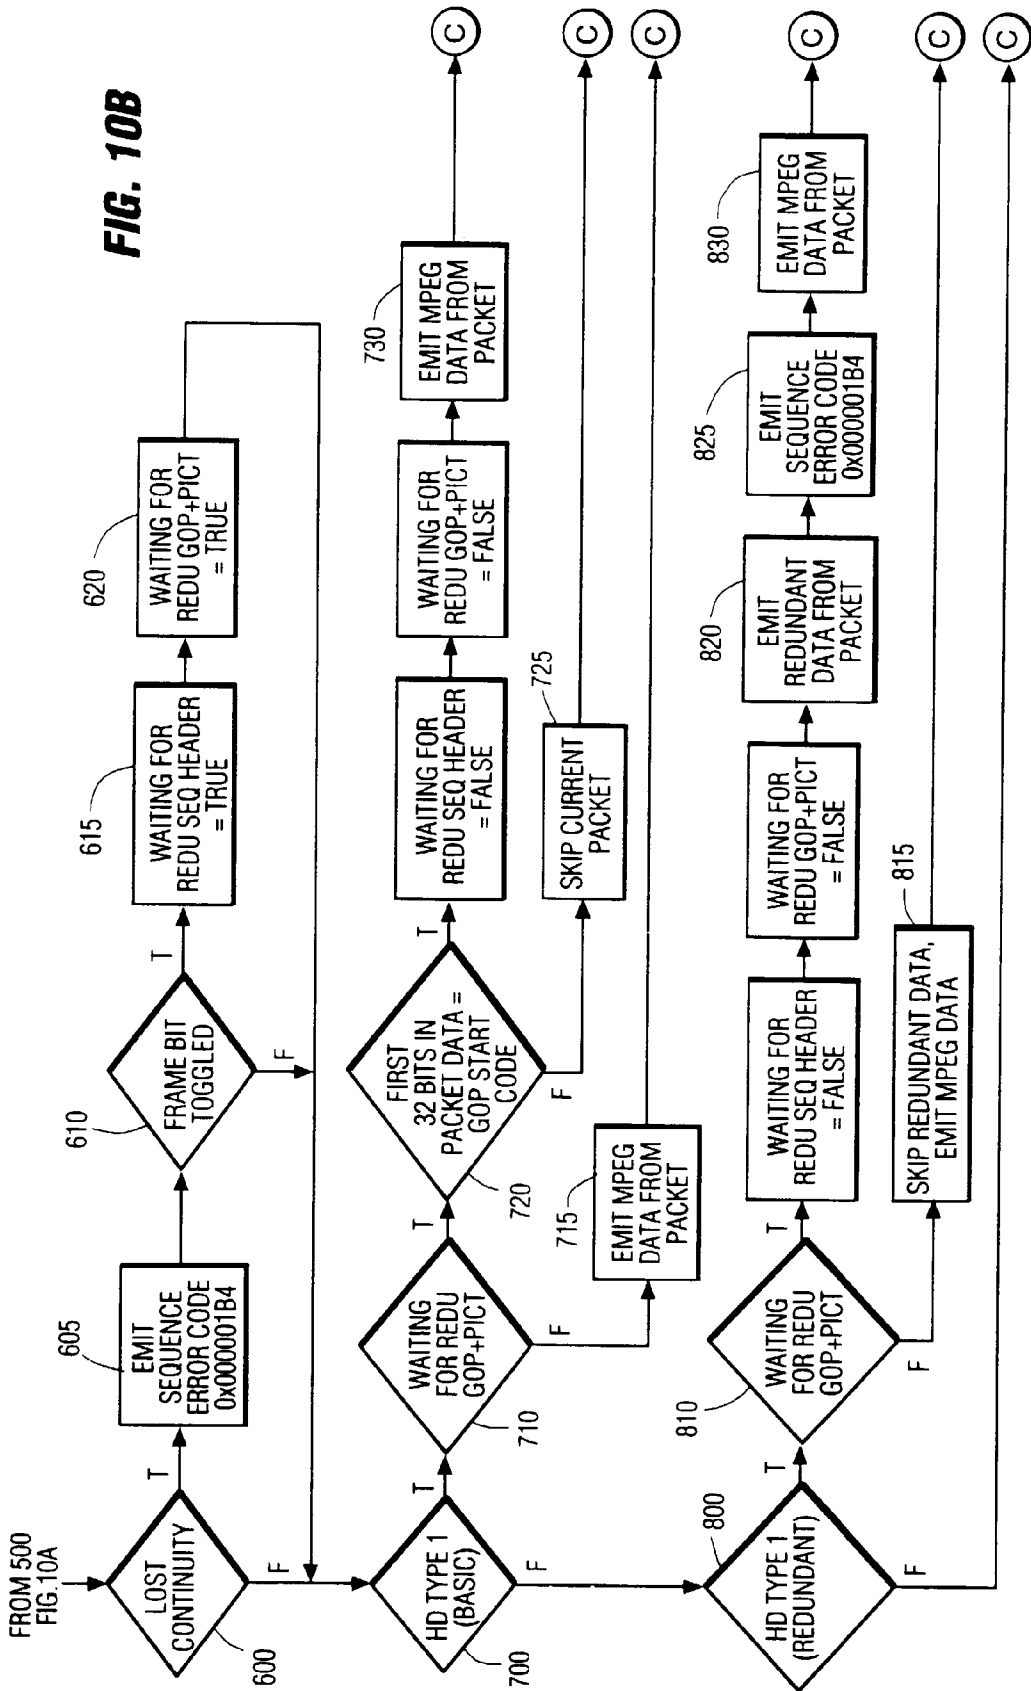 FIG. 10B
FROM 500
FIG.10A
LOST
CONTINUITY
600
T
F
605
EMIT
SEQUENCE
ERROR CODE
0x000001B4
610
FRAME BIT
TOGGLED
T
F
615
WAITING FOR
REDU SEQ HEADER
= TRUE
620
WAITING FOR
REDU GOP+PICT
= TRUE
HD TYPE 1
(BASIC)
700
T
F
WAITING
FOR REDU
GOP+PICT
710
T
F
715
EMIT MPEG
DATA FROM
PACKET
C
FIRST
32 BITS IN
PACKET DATA =
GOP START
CODE
720
T
F
725
SKIP CURRENT
PACKET
C
WAITING FOR
REDU SEQ HEADER
= FALSE
WAITING FOR
REDU GOP+PICT
= FALSE
730
EMIT MPEG
DATA FROM
PACKET
C
HD TYPE 1
(REDUNDANT)
800
T
F
C
WAITING
FOR REDU
GOP+PICT
810
T
F
815
SKIP REDUNDANT DATA,
EMIT MPEG DATA
C
WAITING FOR
REDU SEQ HEADER
= FALSE
WAITING FOR
REDU GOP+PICT
= FALSE
820
EMIT
REDUNDANT
DATA FROM
PACKET
825
EMIT
SEQUENCE
ERROR CODE
0x000001B4
830
EMIT MPEG
DATA FROM
PACKET
C